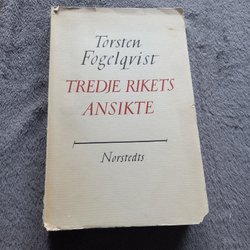 Torsten
Fogelqvist
TREDJE RIKETS
ANSIKTE
Norstedts